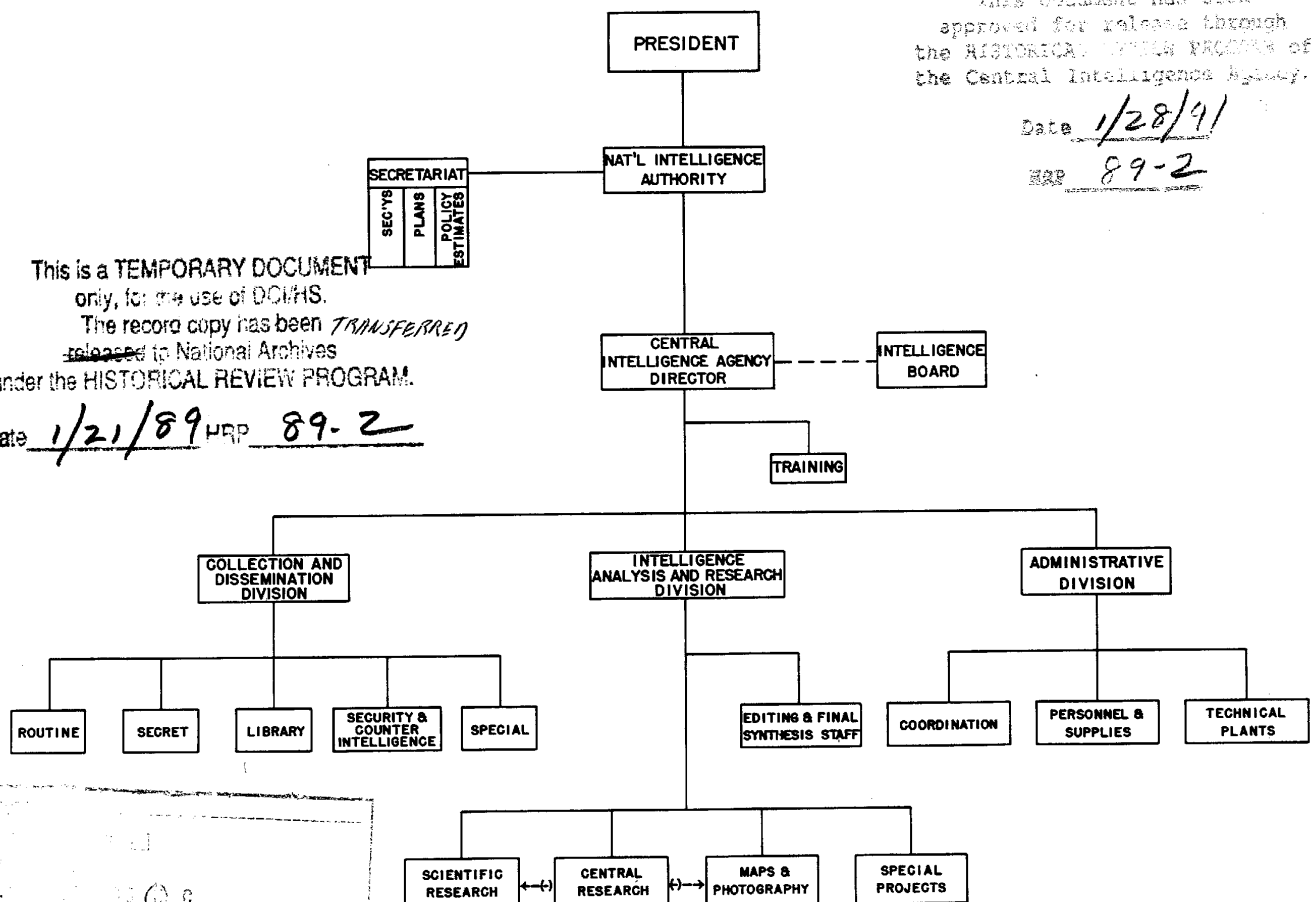 approved for release through
the HISTORICAL of
the Central Intelligence Agency.
Date 1/28/91
HRP 89-2
PRESIDENT
NAT'L INTELLIGENCE
AUTHORITY
SECRETARIAT
SEC'YS
PLANS
POLICY
ESTIMATES
This is a TEMPORARY DOCUMENT
only, for the use of DCI/HS.
The record copy has been TRANSFERRED
released to National Archives
under the HISTORICAL REVIEW PROGRAM.
ate 1/21/89 HRP 89-2
CENTRAL
INTELLIGENCE AGENCY
DIRECTOR
INTELLIGENCE
BOARD
TRAINING
COLLECTION AND
DISSEMINATION
DIVISION
INTELLIGENCE
ANALYSIS AND RESEARCH
DIVISION
ADMINISTRATIVE
DIVISION
ROUTINE
SECRET
LIBRARY
SECURITY &
COUNTER
INTELLIGENCE
SPECIAL
EDITING & FINAL
SYNTHESIS STAFF
COORDINATION
PERSONNEL &
SUPPLIES
TECHNICAL
PLANTS
SCIENTIFIC
RESEARCH
CENTRAL
RESEARCH
MAPS &
PHOTOGRAPHY
SPECIAL
PROJECTS